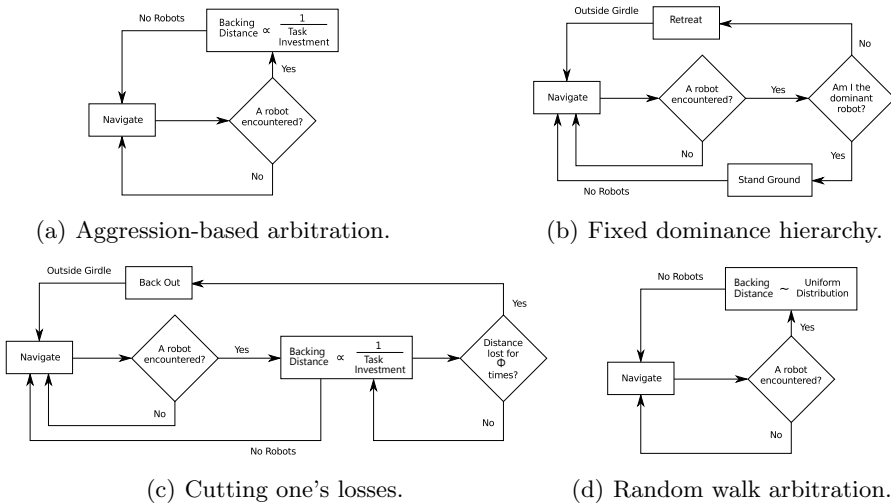 No Robots
Backing Distance ∝ 1 / Task Investment
Yes
Navigate
A robot
encountered?
No
(a) Aggression-based arbitration.
Outside Girdle
Retreat
No
Navigate
A robot
encountered?
Yes
Am I the
dominant
robot?
No
Yes
No Robots
Stand Ground
(b) Fixed dominance hierarchy.
Outside Girdle
Back Out
Yes
Navigate
A robot
encountered?
Yes
Backing Distance ∝ 1 / Task Investment
Distance
lost for
Φ
times?
No
No
No Robots
(c) Cutting one's losses.
No Robots
Backing Distance ~ Uniform Distribution
Yes
Navigate
A robot
encountered?
No
(d) Random walk arbitration.